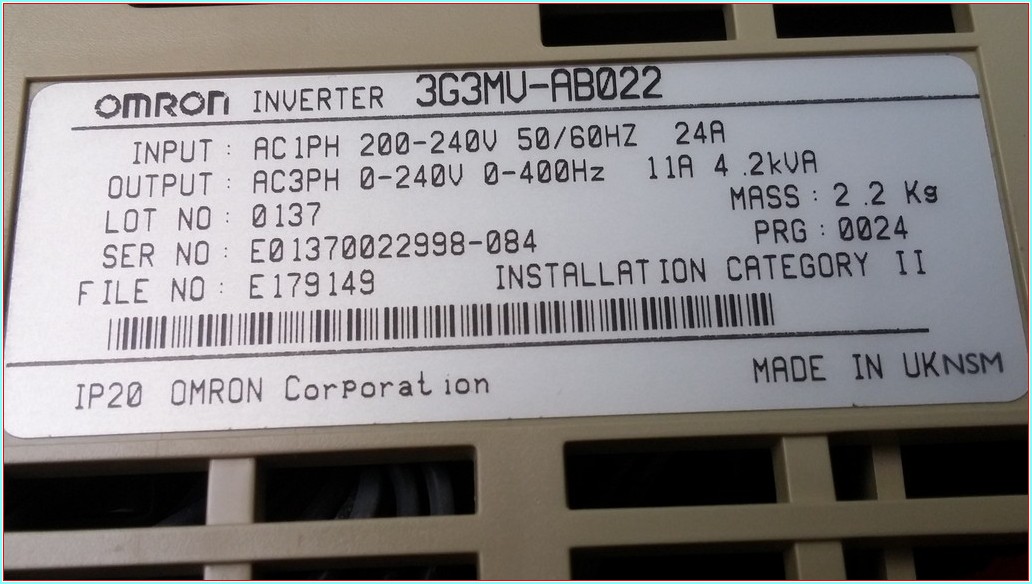 OMRON INVERTER 3G3MV-AB022
INPUT : AC1PH 200-240V 50/60HZ 24A
OUTPUT : AC3PH 0-240V 0-400Hz 11A 4.2kVA
LOT NO : 0137 MASS : 2.2 Kg
SER NO : E01370022998-084 PRG : 0024
FILE NO : E179149 INSTALLATION CATEGORY II
IP20 OMRON Corporation MADE IN UK NSM